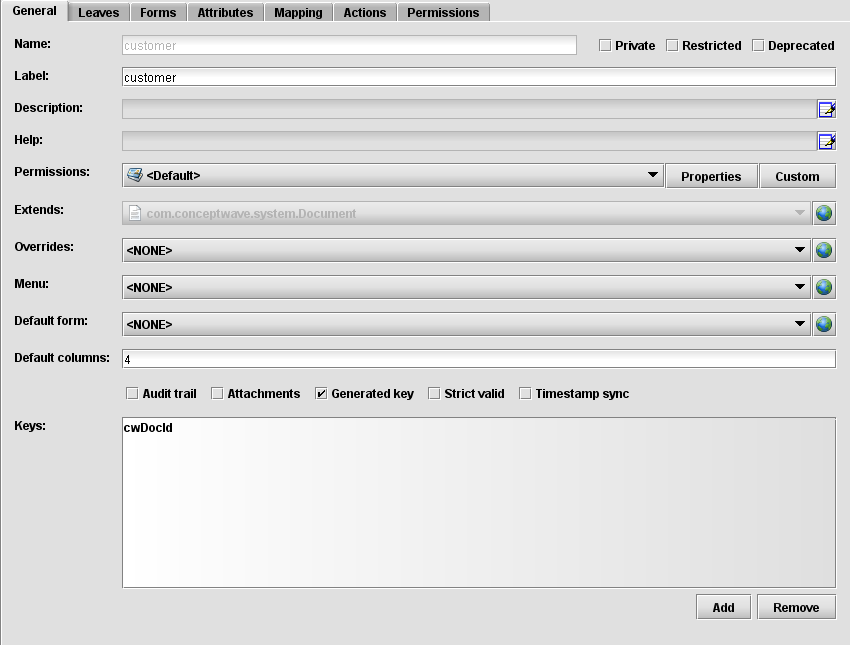 General Leaves Forms Attributes Mapping Actions Permissions
Name: customer Private Restricted Deprecated
Label: customer
Description:
Help:
Permissions: <Default> Properties Custom
Extends: com.conceptwave.system.Document
Overrides: <NONE>
Menu: <NONE>
Default form: <NONE>
Default columns: 4
Audit trail Attachments Generated key Strict valid Timestamp sync
Keys: cwDocId
Add Remove